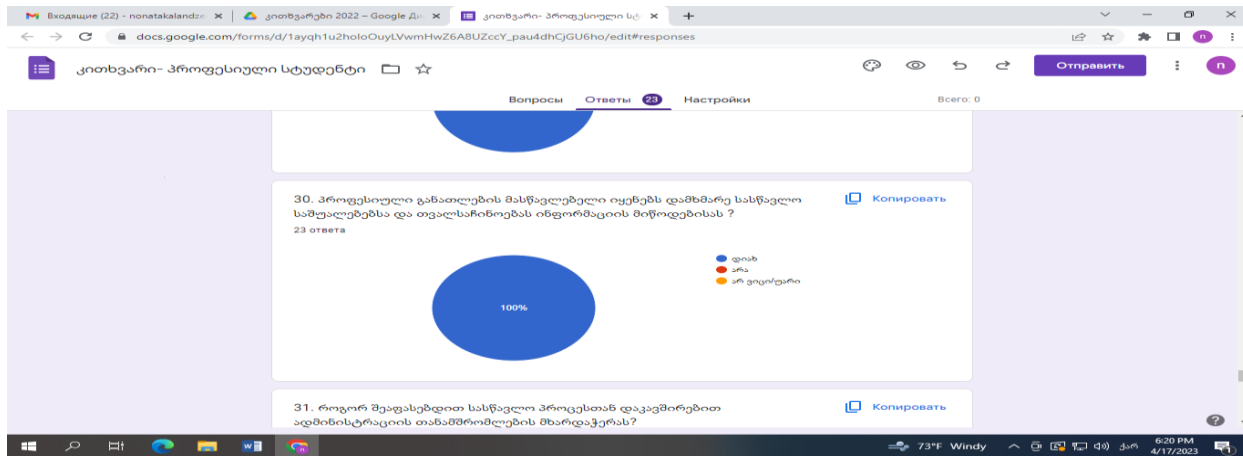 Входящие (22) - nonatakalandze
კითხვარები 2022 – Google Ди
კითხვარი- პროფესიული სტ
docs.google.com/forms/d/1ayqh1u2holoOuyLVwmHwZ6A8UZccY_pau4dhCjGU6ho/edit#responses
კითხვარი- პროფესიული სტუდენტი
Отправить
n
Вопросы Ответы 23 Настройки
Всего: 0
30. პროფესიული განათლების მასწავლებელი იყენებს დამხმარე სასწავლო
საშუალებებსა და თვალსაჩინოებას ინფორმაციის მიწოდებისას ?
Копировать
23 ответа
100%
დიახ
არა
არ ვიცი/უარი
31. როგორ შეაფასებდით სასწავლო პროცესთან დაკავშირებით
ადმინისტრაციის თანამშრომლების მხარდაჭერას?
Копировать
73°F Windy
ქარ
6:20 PM
4/17/2023